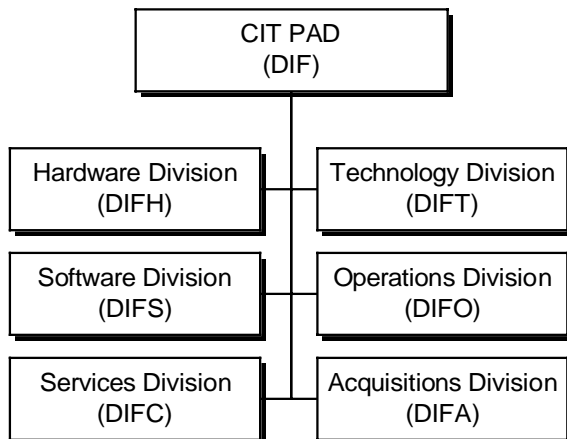 CIT PAD
(DIF)
Hardware Division
(DIFH)
Technology Division
(DIFT)
Software Division
(DIFS)
Operations Division
(DIFO)
Services Division
(DIFC)
Acquisitions Division
(DIFA)